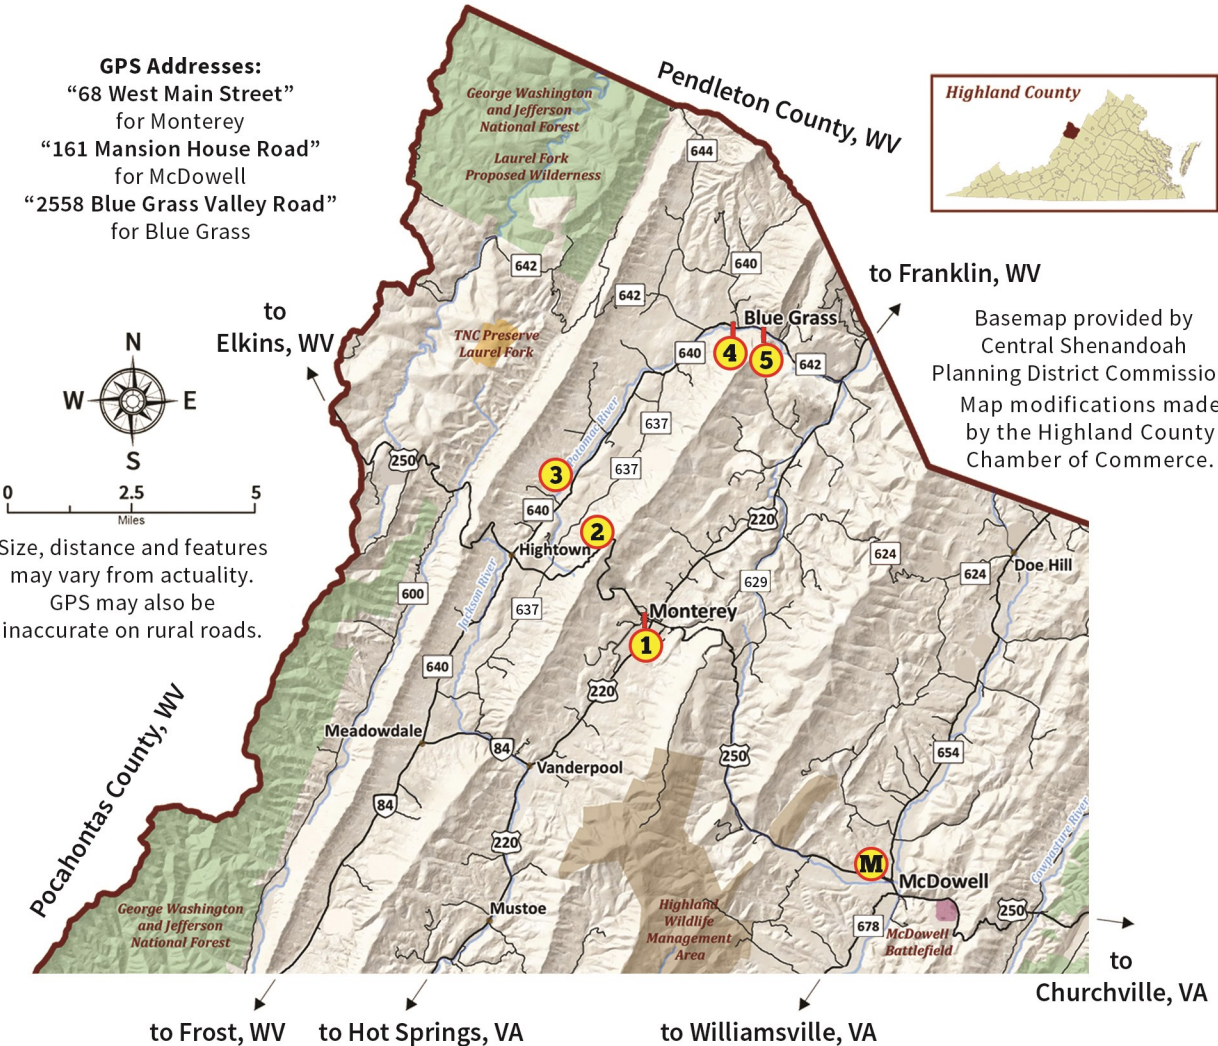 GPS Addresses:
“68 West Main Street”
for Monterey
“161 Mansion House Road”
for McDowell
“2558 Blue Grass Valley Road”
for Blue Grass
Pendleton County, WV
Highland County
George Washington
and Jefferson
National Forest
Laurel Fork
Proposed Wilderness
644
642
640
642
to Franklin, WV
to
Elkins, WV
TNC Preserve
Laurel Fork
Blue Grass
640
4
5
642
Basemap provided by
Central Shenandoah
Planning District Commissio
Map modifications made
by the Highland County
Chamber of Commerce.
N
W
E
S
0
2.5
5
Miles
Size, distance and features
may vary from actuality.
GPS may also be
inaccurate on rural roads.
637
Potomac River
250
3
637
640
2
Hightown
220
624
624
Doe Hill
629
600
Jackson River
637
Monterey
1
640
220
Pocahontas County, WV
Meadowdale
84
Vanderpool
250
654
84
220
M
McDowell
Cowpasture River
George Washington
and Jefferson
National Forest
Mustoe
Highland
Wildlife
Management
Area
678
McDowell
Battlefield
250
to
Churchville, VA
to Frost, WV
to Hot Springs, VA
to Williamsville, VA